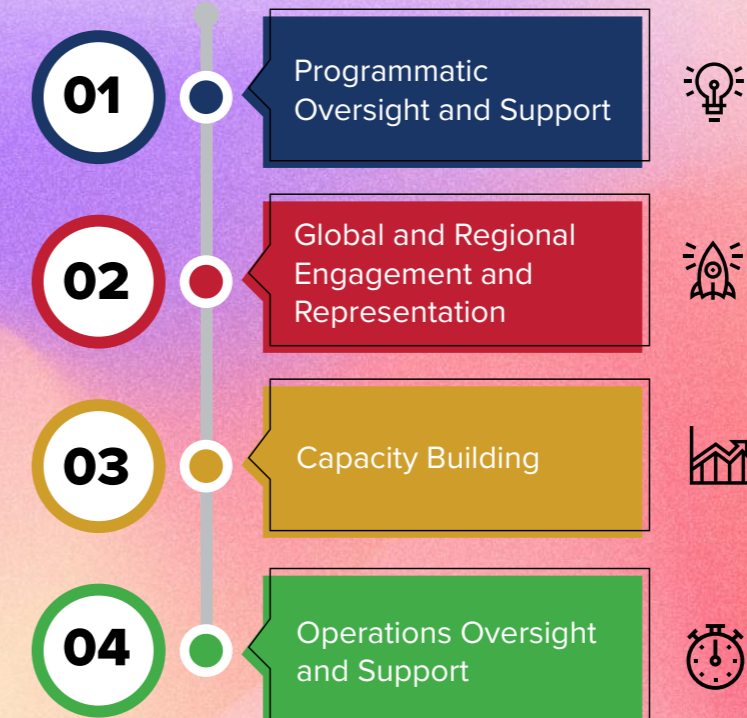 01
Programmatic
Oversight and Support
02
Global and Regional
Engagement and
Representation
03
Capacity Building
04
Operations Oversight
and Support